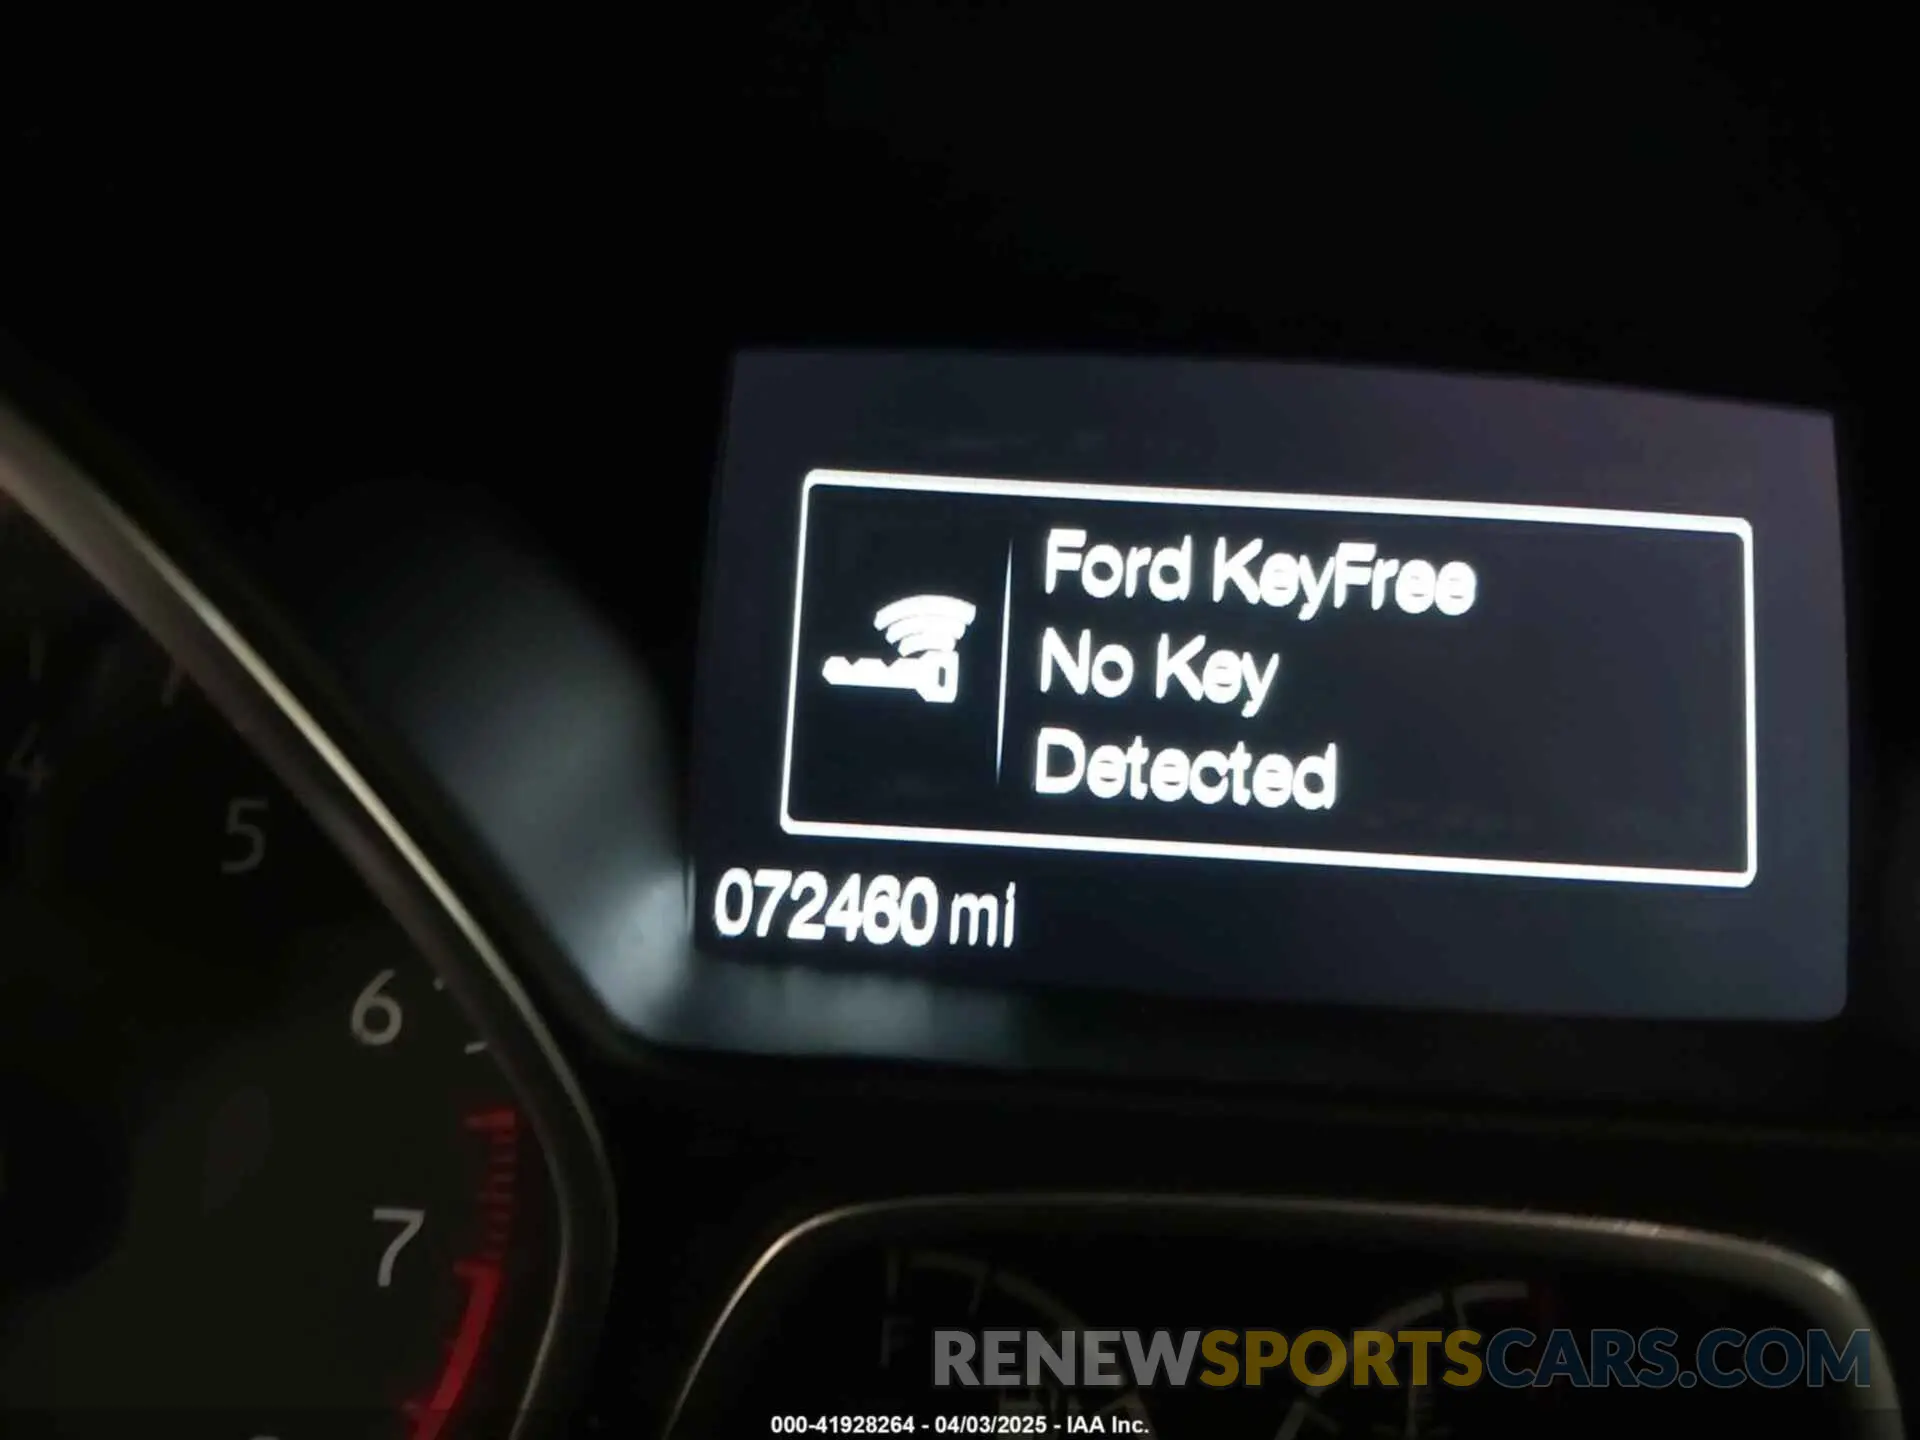 Ford KeyFree
No Key
Detected
072460 mi
4
5
6
7
F
RENEWSPORTSCARS.COM
000-41928264 - 04/03/2025 - IAA Inc.